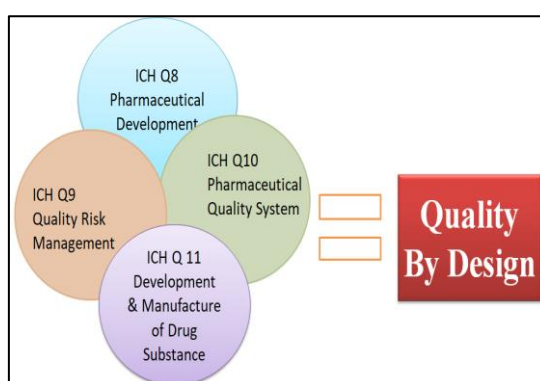 ICH Q8
Pharmaceutical
Development
ICH Q9
Quality Risk
Management
ICH Q10
Pharmaceutical
Quality System
ICH Q 11
Development
& Manufacture
of Drug
Substance
Quality
By Design